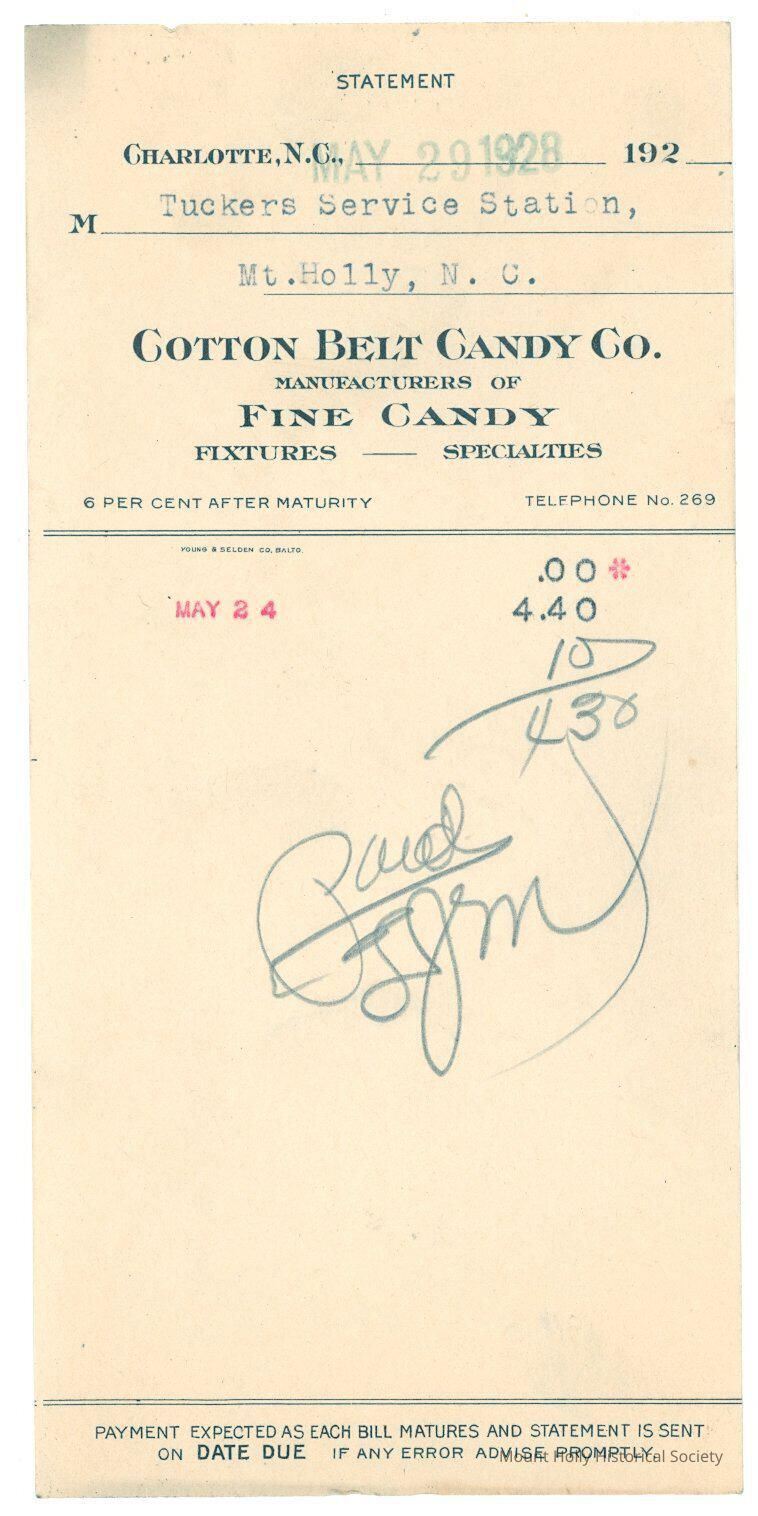 STATEMENT
CHARLOTTE, N.C., MAY 29 1928 192
M Tuckers Service Station,
Mt.Holly, N. C.
COTTON BELT CANDY CO.
MANUFACTURERS OF
FINE CANDY
FIXTURES — SPECIALTIES
6 PER CENT AFTER MATURITY TELEPHONE No. 269
YOUNG & SELDEN CO. BALTO.
.00 *
MAY 24 4.40
10
430
Paid
PAYMENT EXPECTED AS EACH BILL MATURES AND STATEMENT IS SENT
ON DATE DUE IF ANY ERROR ADVISE PROMPTLY.
Mount Holly Historical Society